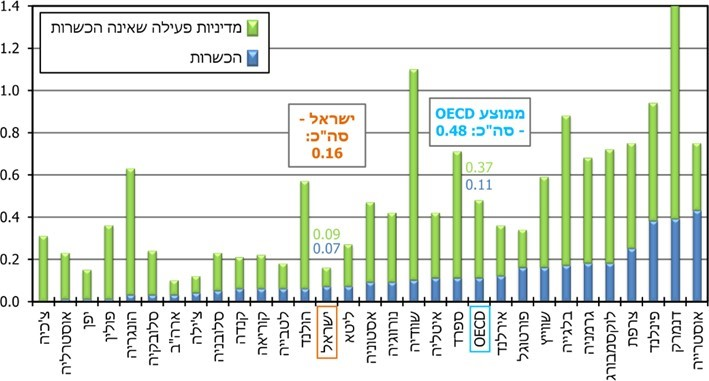 1.4
1.2
1.0
0.8
0.6
0.4
0.2
0.0
מדיניות פעילה שאינה הכשרות
הכשרות
ישראל -
סה"כ:
0.16
ממוצע OECD
- סה"כ: 0.48
0.09
0.07
0.37
0.11
צ'כיה
אוסטרליה
יפן
פולין
הונגריה
סלובקיה
ארה"ב
צ'ילה
סלובניה
קנדה
קוריאה
לטבייה
הולנד
ישראל
ליטא
אסטוניה
נורווגיה
שוודיה
איטליה
ספרד
OECD
אירלנד
פורטוגל
שוויץ
בלגייה
גרמניה
לוקסמבורג
צרפת
פינלנד
דנמרק
אוסטרייה